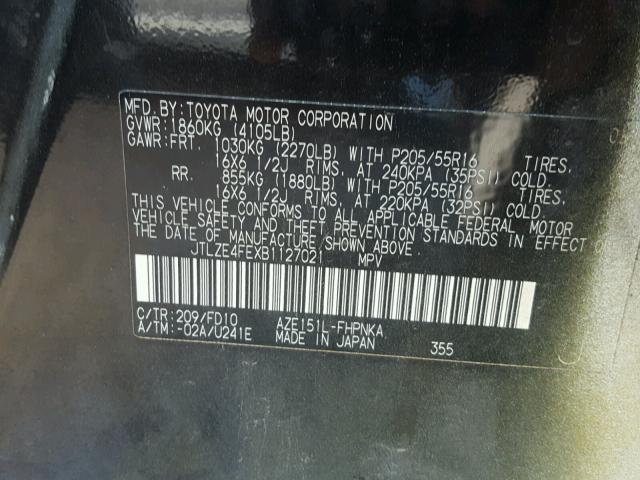 MFD. BY: TOYOTA MOTOR CORPORATION
GVWR: 1860KG (4105LB)
GAWR: FRT. 1030KG (2270LB) WITH P205/55R16 TIRES,
16X6 1/2J RIMS, AT 240KPA (35PSI) COLD.
RR. 855KG (1880LB) WITH P205/55R16 TIRES,
16X6 1/2J RIMS, AT 220KPA (32PSI) COLD.
THIS VEHICLE CONFORMS TO ALL APPLICABLE FEDERAL MOTOR
VEHICLE SAFETY AND THEFT PREVENTION STANDARDS IN EFFECT ON
THE DATE OF MANUFACTURE SHOWN ABOVE.
JTLZE4FEXB1127021 MPV
C/TR: 209/FD10 AZE151L-FHPNKA
A/TM: -02A/U241E MADE IN JAPAN 355